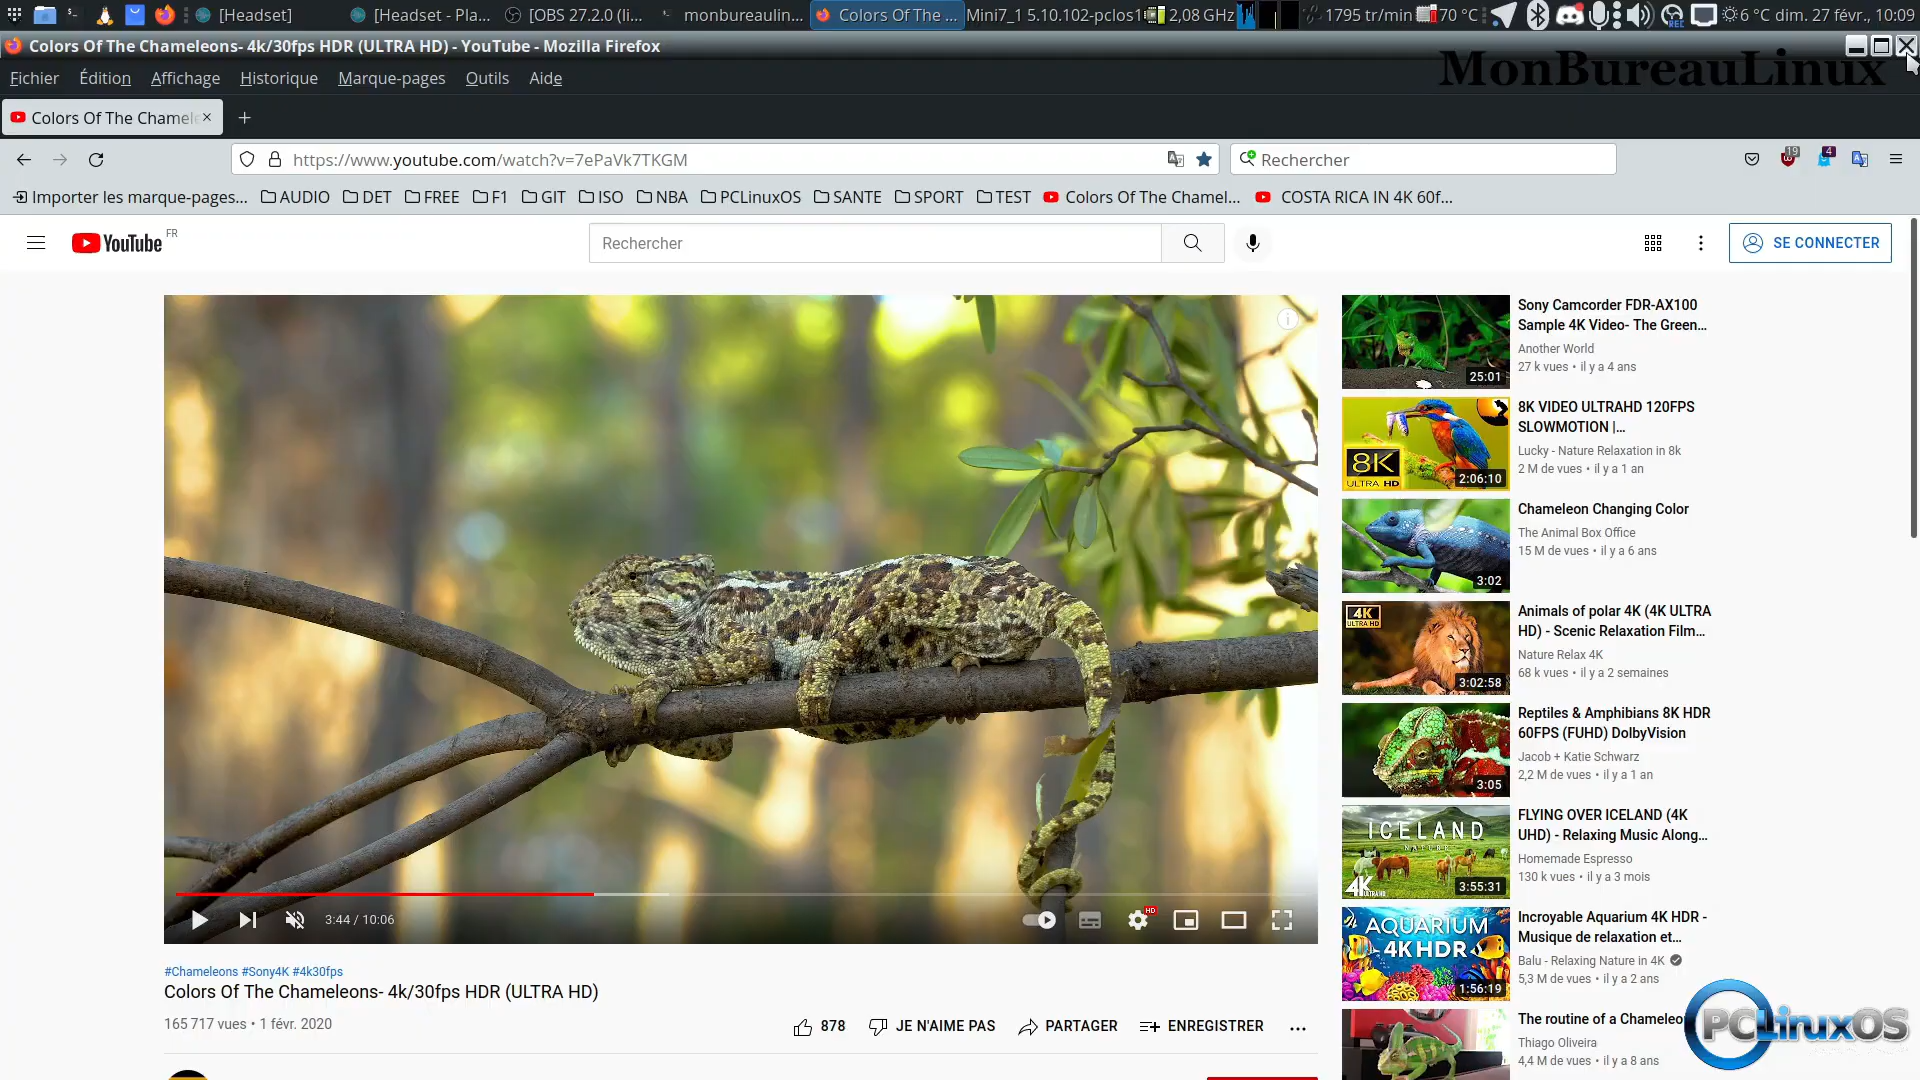 [Headset] [Headset - Pla... [OBS 27.2.0 (li... monbureaulin... Colors Of The ... Mini7_1 5.10.102-pclos1 2,08 GHz 1795 tr/min 70 °C 6 °C dim. 27 févr., 10:09
Colors Of The Chameleons- 4k/30fps HDR (ULTRA HD) - YouTube - Mozilla Firefox
MonBureauLinux
Fichier Édition Affichage Historique Marque-pages Outils Aide
Colors Of The Chamele
https://www.youtube.com/watch?v=7ePaVk7TKGM
Rechercher
19
4
Importer les marque-pages... AUDIO DET FREE F1 GIT ISO NBA PCLinuxOS SANTE SPORT TEST Colors Of The Chamel... COSTA RICA IN 4K 60f...
YouTube FR
Rechercher
SE CONNECTER
3:44 / 10:06
HD
#Chameleons #Sony4K #4k30fps
Colors Of The Chameleons- 4k/30fps HDR (ULTRA HD)
165 717 vues • 1 févr. 2020
878 JE N'AIME PAS PARTAGER ENREGISTRER
25:01
Sony Camcorder FDR-AX100
Sample 4K Video- The Green...
Another World
27 k vues • il y a 4 ans
8K
ULTRA HD
2:06:10
8K VIDEO ULTRAHD 120FPS
SLOWMOTION |...
Lucky - Nature Relaxation in 8k
2 M de vues • il y a 1 an
3:02
Chameleon Changing Color
The Animal Box Office
15 M de vues • il y a 6 ans
4K
ULTRA HD
3:02:58
Animals of polar 4K (4K ULTRA
HD) - Scenic Relaxation Film...
Nature Relax 4K
68 k vues • il y a 2 semaines
3:05
Reptiles & Amphibians 8K HDR
60FPS (FUHD) DolbyVision
Jacob + Katie Schwarz
2,2 M de vues • il y a 1 an
ICELAND
4K
3:55:31
FLYING OVER ICELAND (4K
UHD) - Relaxing Music Along...
Homemade Espresso
130 k vues • il y a 3 mois
AQUARIUM
4K HDR
1:56:19
Incroyable Aquarium 4K HDR -
Musique de relaxation et...
Balu - Relaxing Nature in 4K
5,3 M de vues • il y a 2 ans
The routine of a Chameleo
Thiago Oliveira
4,4 M de vues • il y a 8 ans
PCLinuxOS